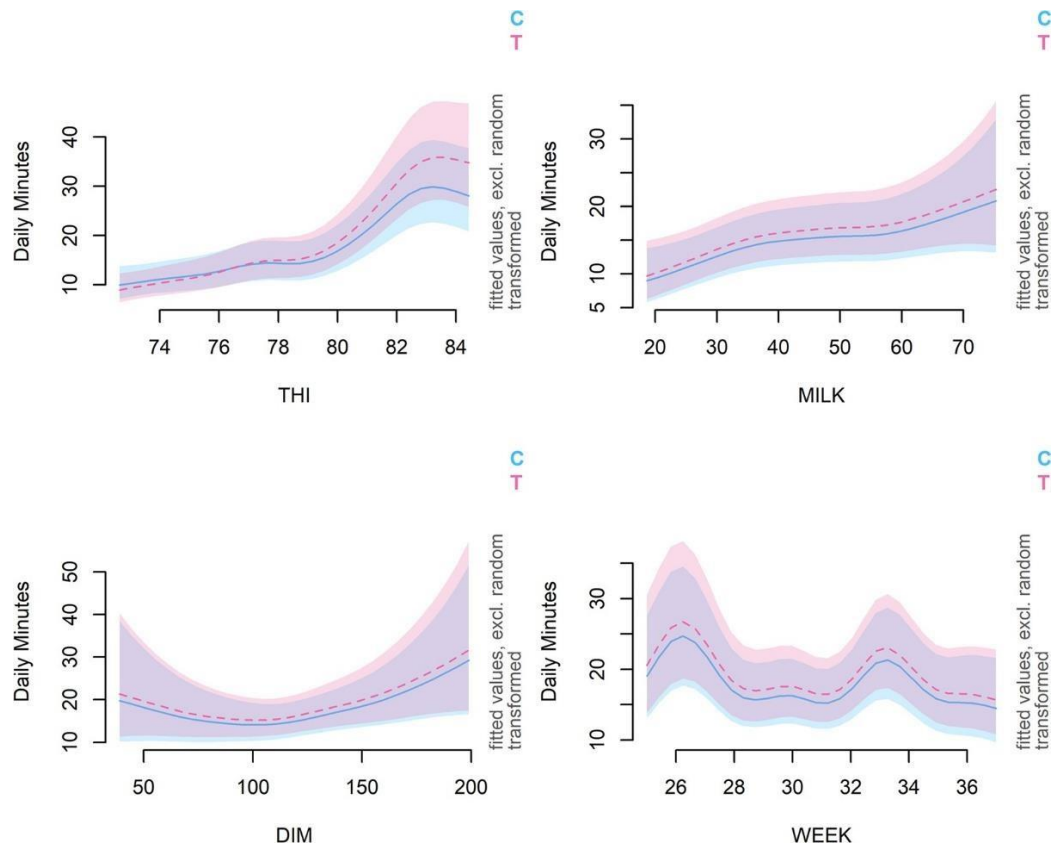 C
T
Daily Minutes
40
30
20
10
74 76 78 80 82 84
THI
fitted values, excl. random
transformed
C
T
Daily Minutes
30
20
10
5
20 30 40 50 60 70
MILK
fitted values, excl. random
transformed
C
T
Daily Minutes
50
40
30
20
10
50 100 150 200
DIM
fitted values, excl. random
transformed
C
T
Daily Minutes
30
20
10
26 28 30 32 34 36
WEEK
fitted values, excl. random
transformed